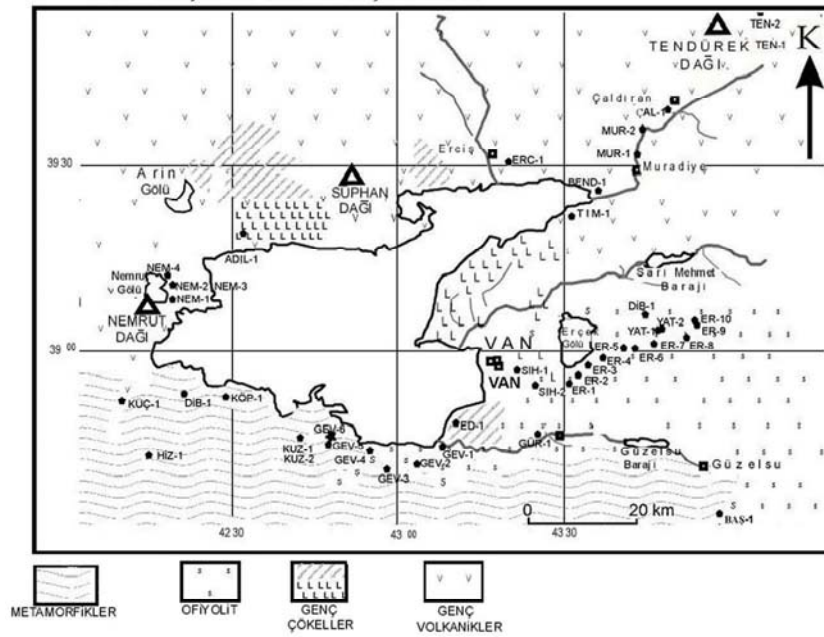 TEN-2
TENDÜREK TEN-1
DAĞI
K
Çaldıran
ÇAL-1
MUR-2
MUR-1
Muradiye
Erciş
ERC-1
39 30
Arin
Gölü
SUPHAN
DAĞI
BEND-1
TIM-1
ADIL-1
NEM-4
Nemrut
Gölü
NEM-2
NEM-3
NEM-1
NEMRUT
DAĞI
Sari Mehmet
Baraji
DİB-1
YAT-2
YAT-1
ER-10
ER-9
ER-8
ER-7
ER-6
ER-5
ER-4
ER-3
ER-2
ER-1
Erçek
Gölü
39 00
VAN
VAN
SIH-1
SIH-2
KUÇ-1
DİB-1
KÖP-1
HİZ-1
KUZ-1
KUZ-2
GEV-6
GEV-5
GEV-4
GEV-3
GEV-2
GEV-1
ED-1
GÜR-1
Güzelsu
Baraji
Güzelsu
BAŞ-1
0 20 km
42 30
43 00
43 30
METAMORFİKLER
OFİYOLİT
GENÇ
ÇÖKELLER
GENÇ
VOLKANİKLER